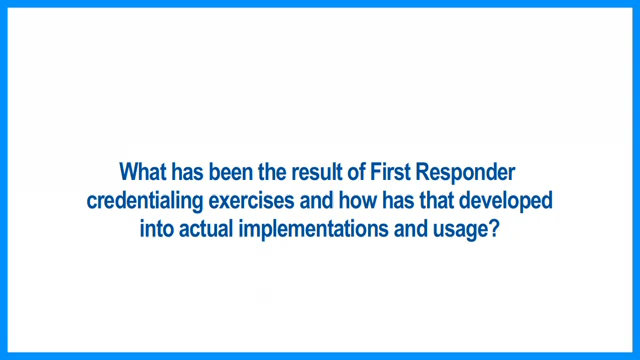 What has been the result of First Responder
credentialing exercises and how has that developed
into actual implementations and usage?